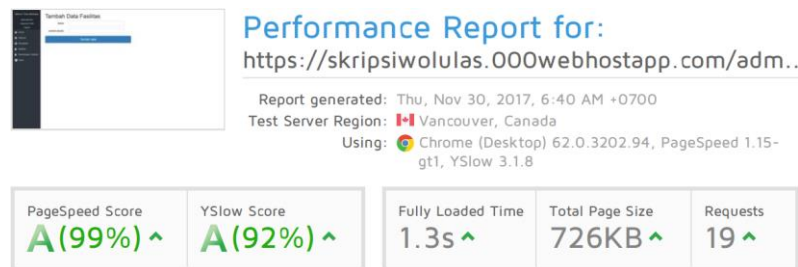 Tambah Data Fasilitas
Performance Report for:
https://skripsiwolulas.000webhostapp.com/adm..
Report generated: Thu, Nov 30, 2017, 6:40 AM +0700
Test Server Region: Vancouver, Canada
Using: Chrome (Desktop) 62.0.3202.94, PageSpeed 1.15-
gt1, YSlow 3.1.8
PageSpeed Score
YSlow Score
Fully Loaded Time
Total Page Size
Requests
A(99%)
A(92%)
1.3s
726KB
19